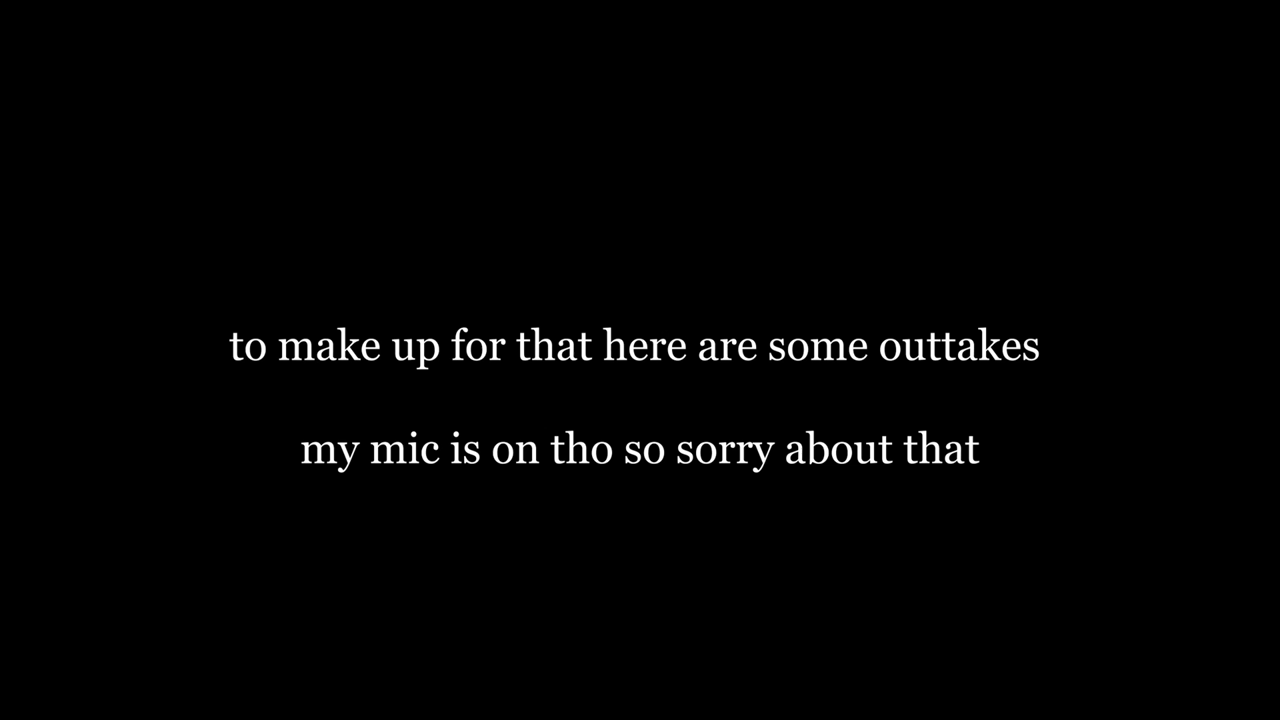 to make up for that here are some outtakes
my mic is on tho so sorry about that